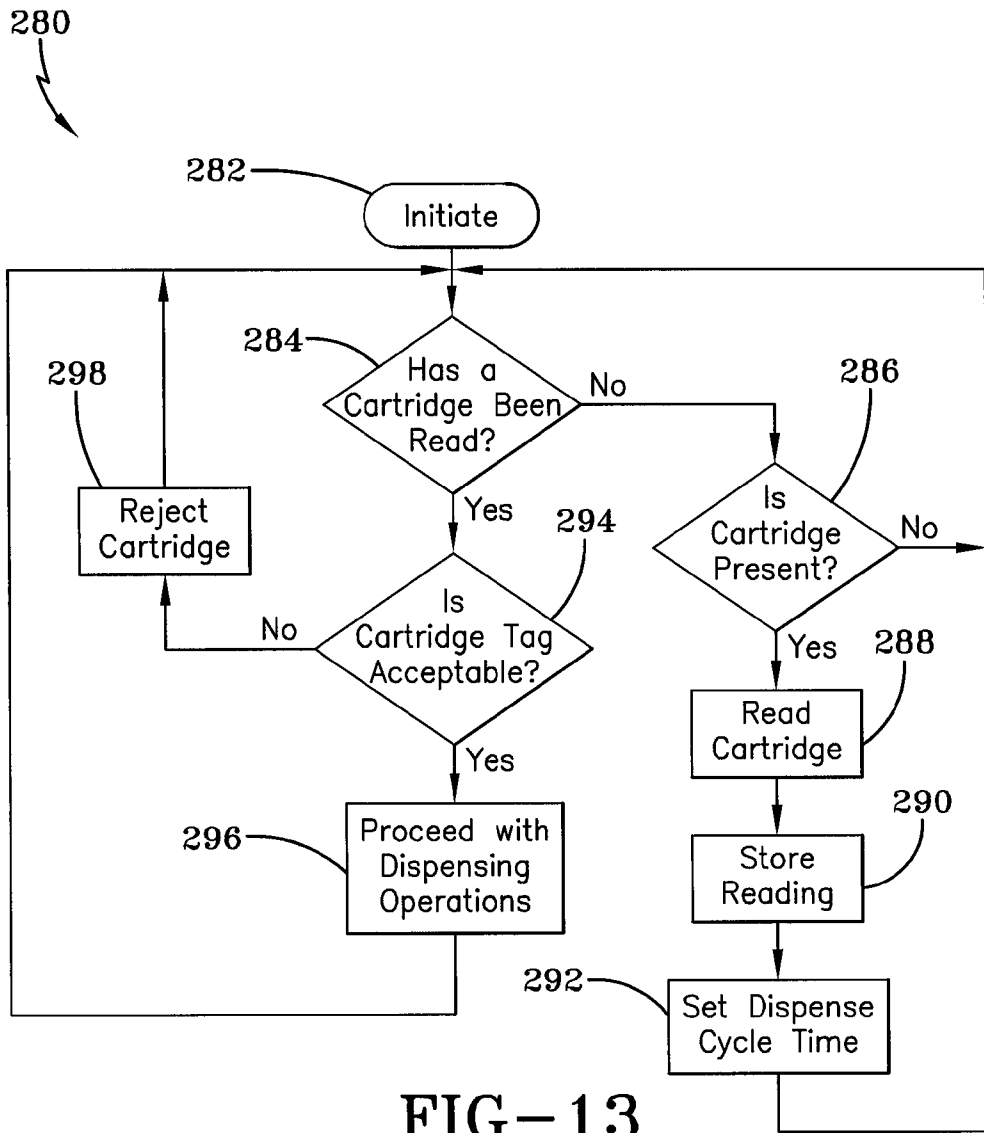 280
282
Initiate
284
Has a
Cartridge Been
Read?
No
286
298
Reject
Cartridge
Yes
294
Is
Cartridge
Present?
No
No
Is
Cartridge Tag
Acceptable?
Yes
288
Read
Cartridge
Yes
296
Proceed with
Dispensing
Operations
290
Store
Reading
292
Set Dispense
Cycle Time
FIG-13